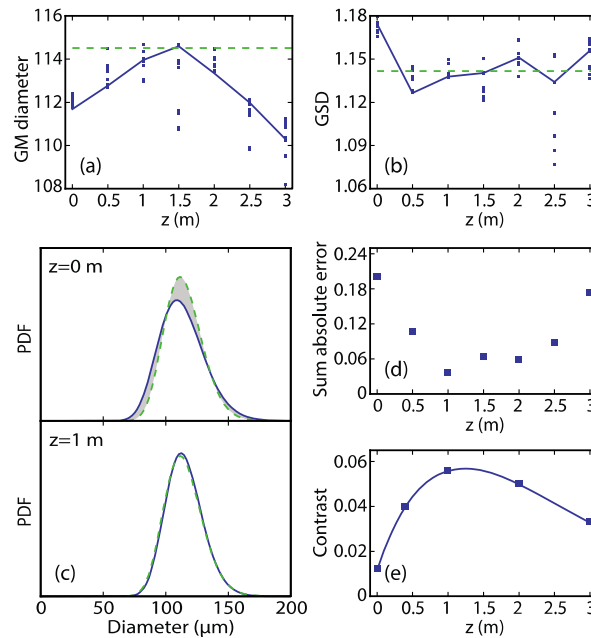 116
114
112
110
108
GM diameter
(a)
0 0.5 1 1.5 2 2.5 3
z (m)
1.18
1.15
1.12
1.09
1.06
GSD
(b)
0 0.5 1 1.5 2 2.5 3
z (m)
z=0 m
PDF
z=1 m
PDF
(c)
0 50 100 150 200
Diameter (μm)
0.24
0.18
0.12
0.06
0
Sum absolute error
(d)
0 0.5 1 1.5 2 2.5 3
z (m)
0.06
0.04
0.02
0
Contrast
(e)
0 0.5 1 1.5 2 2.5 3
z (m)